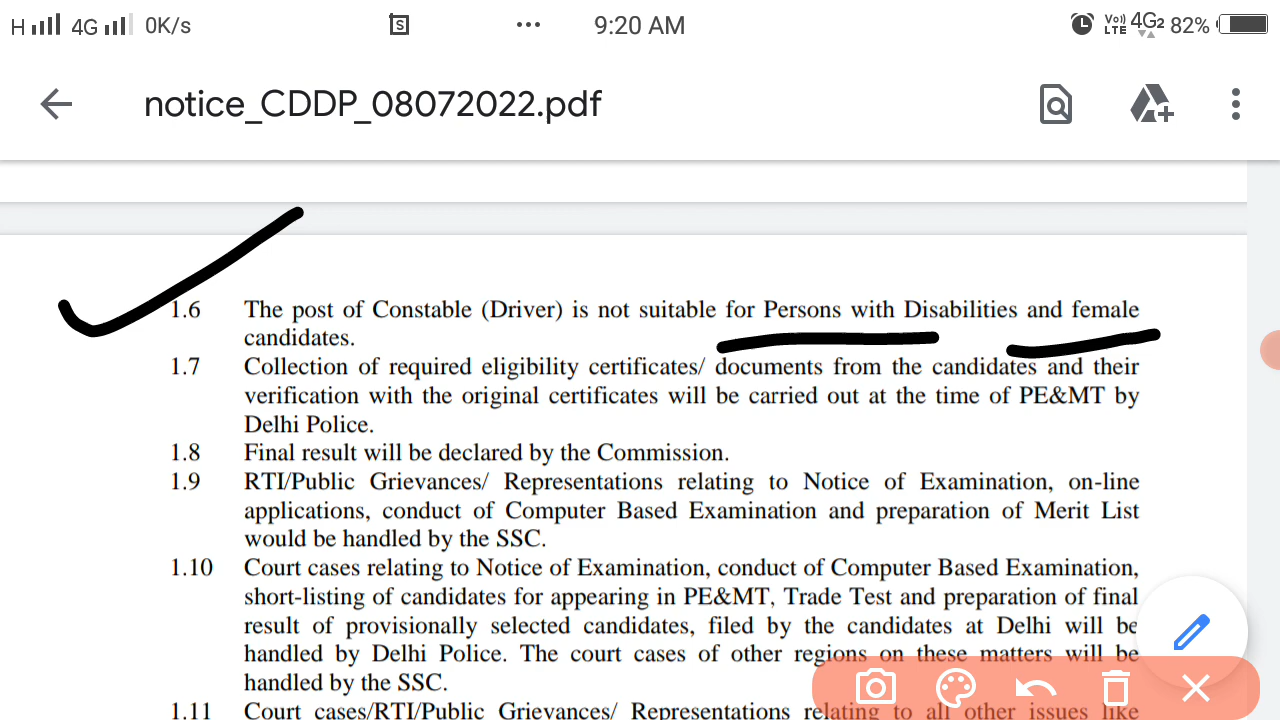 H 4G 0K/s S ... 9:20 AM Vo) LTE 4G2 82%
notice_CDDP_08072022.pdf
1.6 The post of Constable (Driver) is not suitable for Persons with Disabilities and female
candidates.
1.7 Collection of required eligibility certificates/ documents from the candidates and their
verification with the original certificates will be carried out at the time of PE&MT by
Delhi Police.
1.8 Final result will be declared by the Commission.
1.9 RTI/Public Grievances/ Representations relating to Notice of Examination, on-line
applications, conduct of Computer Based Examination and preparation of Merit List
would be handled by the SSC.
1.10 Court cases relating to Notice of Examination, conduct of Computer Based Examination,
short-listing of candidates for appearing in PE&MT, Trade Test and preparation of final
result of provisionally selected candidates, filed by the candidates at Delhi will be
handled by Delhi Police. The court cases of other regions on these matters will be
handled by the SSC.
1.11 Court cases/RTI/Public Grievances/ Representations relating to all other issues like